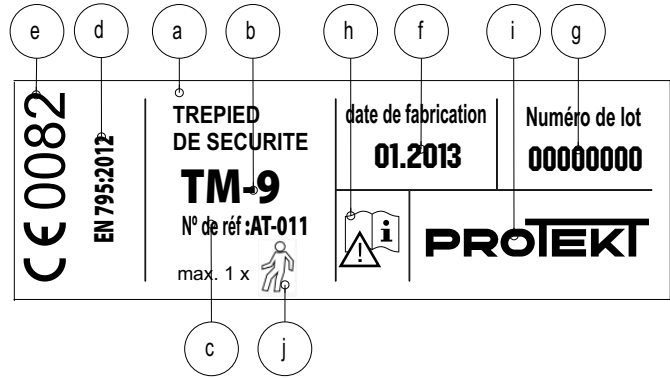 e d a b h f i g
CE 0082
EN 795:2012
TREPIED
DE SECURITE
TM-9
Nº de réf :AT-011
max. 1 x
date de fabrication
01.2013
Numéro de lot
00000000
i
PROTEKT
c j